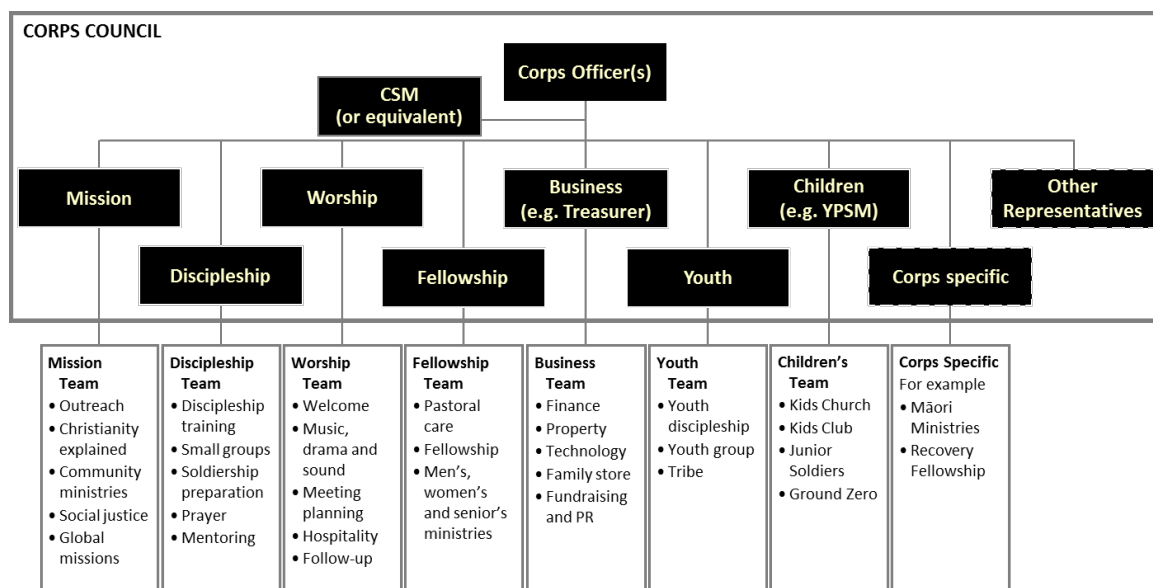 CORPS COUNCIL
Corps Officer(s)
CSM
(or equivalent)
Mission
Worship
Business
(e.g. Treasurer)
Children
(e.g. YPSM)
Other
Representatives
Discipleship
Fellowship
Youth
Corps specific
Mission
Team
• Outreach
• Christianity
explained
• Community
ministries
• Social justice
• Global
missions
Discipleship
Team
• Discipleship
training
• Small groups
• Soldiership
preparation
• Prayer
• Mentoring
Worship
Team
• Welcome
• Music,
drama and
sound
• Meeting
planning
• Hospitality
• Follow-up
Fellowship
Team
• Pastoral
care
• Fellowship
• Men's,
women's
and senior's
ministries
Business
Team
• Finance
• Property
• Technology
• Family store
• Fundraising
and PR
Youth
Team
• Youth
discipleship
• Youth group
• Tribe
Children's
Team
• Kids Church
• Kids Club
• Junior
Soldiers
• Ground Zero
Corps Specific
For example
• Māori
Ministries
• Recovery
Fellowship